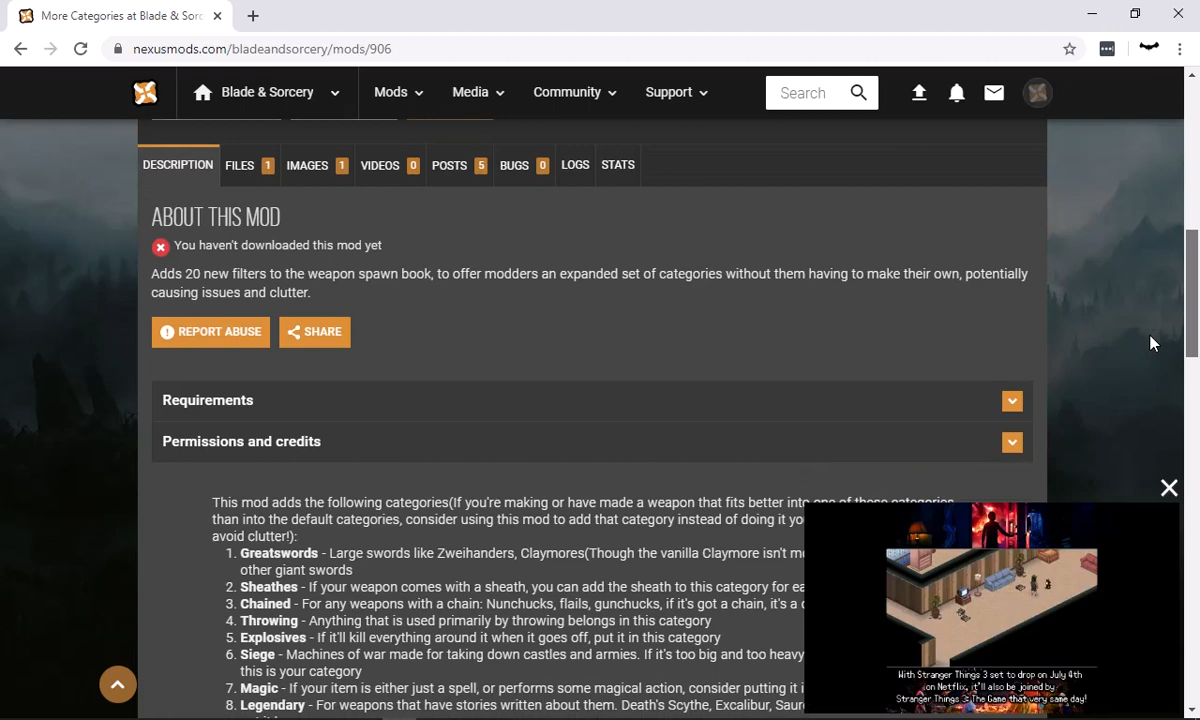 More Categories at Blade & Sorc
nexusmods.com/bladeandsorcery/mods/906
Blade & Sorcery
Mods
Media
Community
Support
Search
DESCRIPTION
FILES 1
IMAGES 1
VIDEOS 0
POSTS 5
BUGS 0
LOGS
STATS
ABOUT THIS MOD
You haven't downloaded this mod yet
Adds 20 new filters to the weapon spawn book, to offer modders an expanded set of categories without them having to make their own, potentially
causing issues and clutter.
REPORT ABUSE
SHARE
Requirements
Permissions and credits
This mod adds the following categories(If you're making or have made a weapon that fits better into one of these categories
than into the default categories, consider using this mod to add that category instead of doing it
avoid clutter!):
1. Greatswords - Large swords like Zweihanders, Claymores(Though the vanilla Claymore isn't
other giant swords
2. Sheathes - If your weapon comes with a sheath, you can add the sheath to this category for
3. Chained - For any weapons with a chain: Nunchucks, flails, gunchucks, if it's got a chain, it's a
4. Throwing - Anything that is used primarily by throwing belongs in this category
5. Explosives - If it'll kill everything around it when it goes off, put it in this category
6. Siege - Machines of war made for taking down castles and armies. If it's too big and too heavy
this is your category
7. Magic - If your item is either just a spell, or performs some magical action, consider putting it
8. Legendary - For weapons that have stories written about them. Death's Scythe, Excalibur,
With Stranger Things 3 set to drop on July 4th
on Netflix, it'll also be joined by
Stranger Things 3: The Game that very same day!